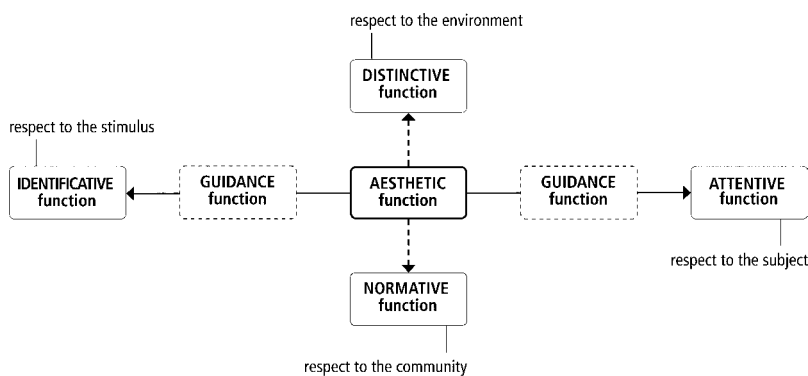 respect to the environment
DISTINCTIVE
function
respect to the stimulus
IDENTIFICATIVE
function
GUIDANCE
function
AESTHETIC
function
GUIDANCE
function
ATTENTIVE
function
respect to the subject
NORMATIVE
function
respect to the community